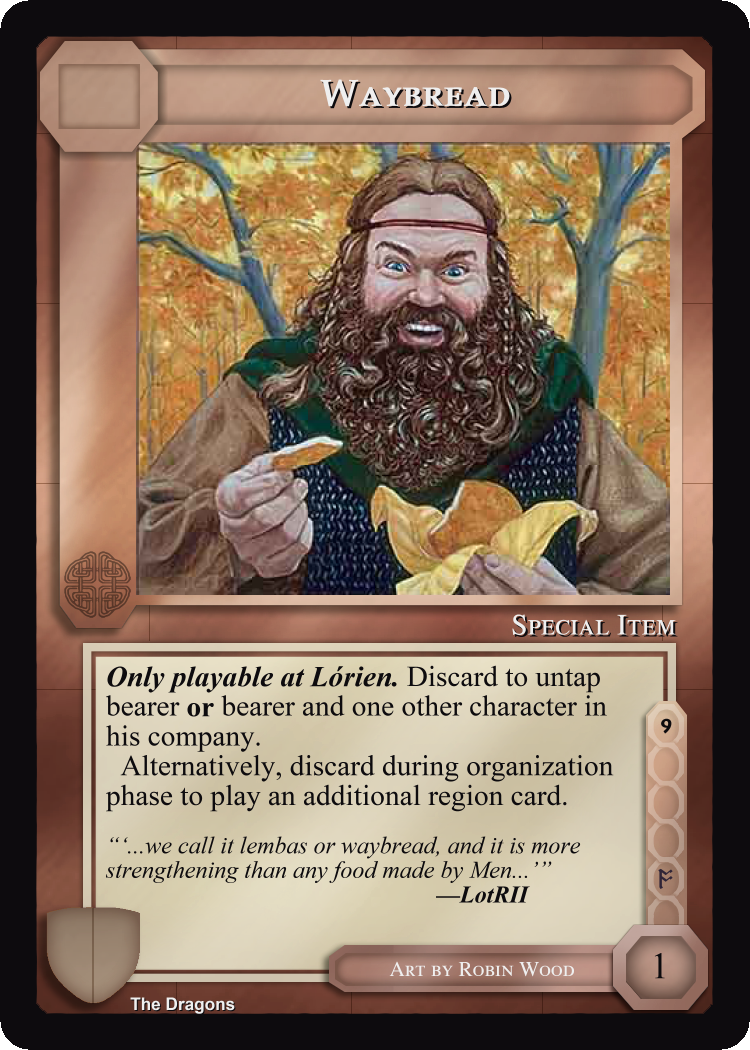 Waybread
Special Item
Only playable at Lórien. Discard to untap
bearer or bearer and one other character in
his company.
Alternatively, discard during organization
phase to play an additional region card.
“‘...we call it lembas or waybread, and it is more
strengthening than any food made by Men...’”
—LotRII
9
ᚩ
Art by Robin Wood
1
The Dragons